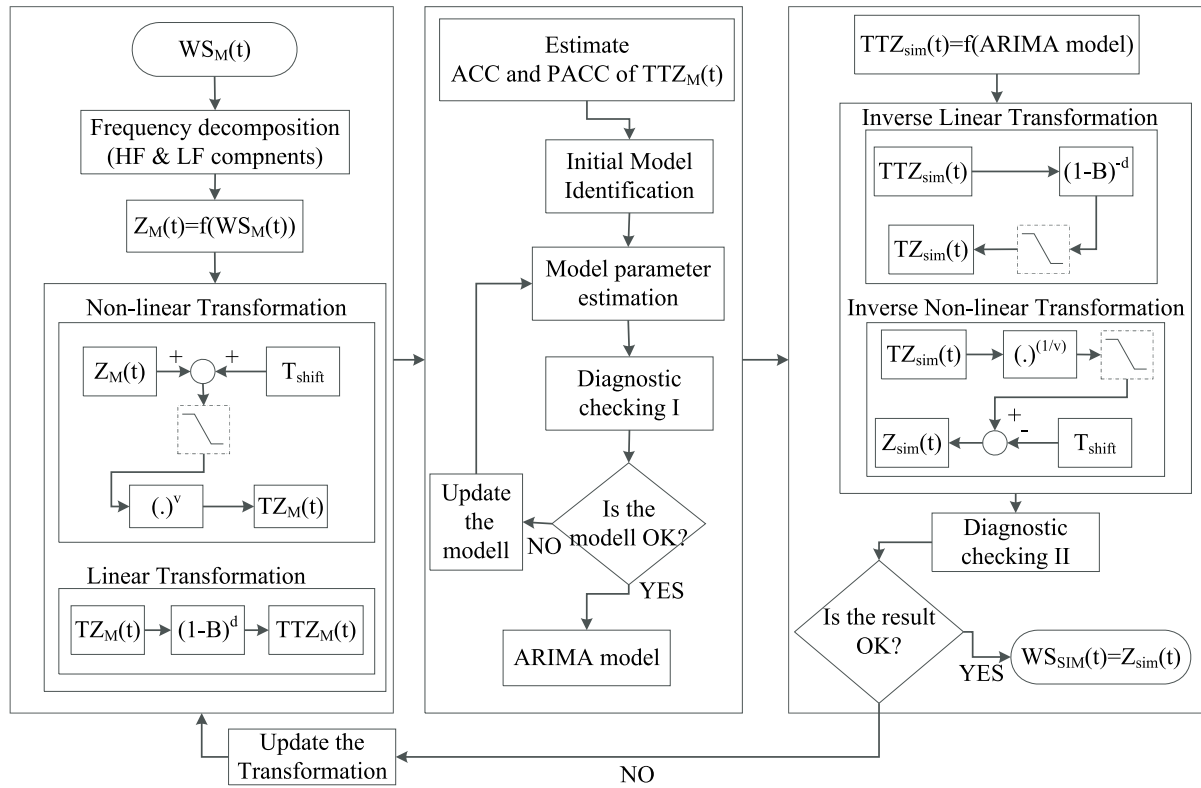 WS_M(t)
Frequency decomposition
(HF & LF compnents)
Z_M(t)=f(WS_M(t))
Non-linear Transformation
Z_M(t)
+
+
T_shift
(.)^v
TZ_M(t)
Linear Transformation
TZ_M(t)
(1-B)^d
TTZ_M(t)
Estimate
ACC and PACC of TTZ_M(t)
Initial Model
Identification
Model parameter
estimation
Diagnostic
checking I
Update
the
modell
NO
Is the
modell OK?
YES
ARIMA model
TTZ_sim(t)=f(ARIMA model)
Inverse Linear Transformation
TTZ_sim(t)
(1-B)^-d
TZ_sim(t)
Inverse Non-linear Transformation
TZ_sim(t)
(.)^(1/v)
Z_sim(t)
+
-
T_shift
Diagnostic
checking II
Is the result
OK?
YES
WS_SIM(t)=Z_sim(t)
Update the
Transformation
NO